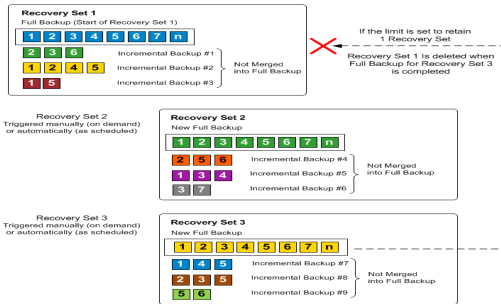 Recovery Set 1
Full Backup (Start of Recovery Set 1)
1 2 3 4 5 6 7 n
2 3 6 Incremental Backup #1
1 2 4 5 Incremental Backup #2
1 5 Incremental Backup #3
Not Merged
into Full Backup
If the limit is set to retain
1 Recovery Set
Recovery Set 1 Is deleted when
Full Backup for Recovery Set 3
is completed
Recovery Set 2
Triggered manually (on demand)
or automatically (as scheduled)
Recovery Set 2
New Full Backup
1 2 3 4 5 6 7 n
2 5 6 Incremental Backup #4
1 3 4 Incremental Backup #5
3 7 Incremental Backup #6
Not Merged
into Full Backup
Recovery Set 3
Triggered manually (on demand)
or automatically (as scheduled)
Recovery Set 3
New Full Backup
1 2 3 4 5 6 7 n
1 4 5 Incremental Backup #7
2 3 5 Incremental Backup #8
5 6 Incremental Backup #9
Not Merged
into Full Backup